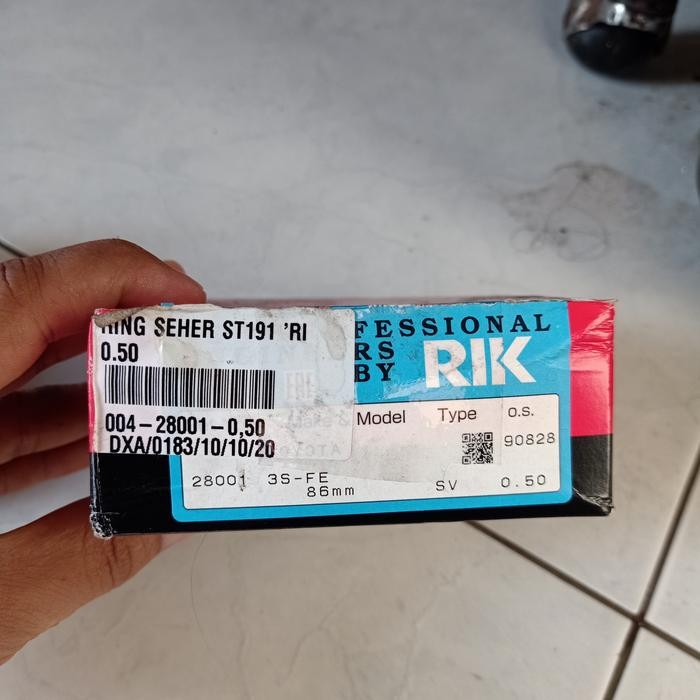 RING SEHER ST191 'RI
0.50
004-28001-0,50
DXA/0183/10/10/20
FESSIONAL
RS
BY RIK
Make & Model Type o.s.
90828
28001 3S-FE SV 0.50
86mm